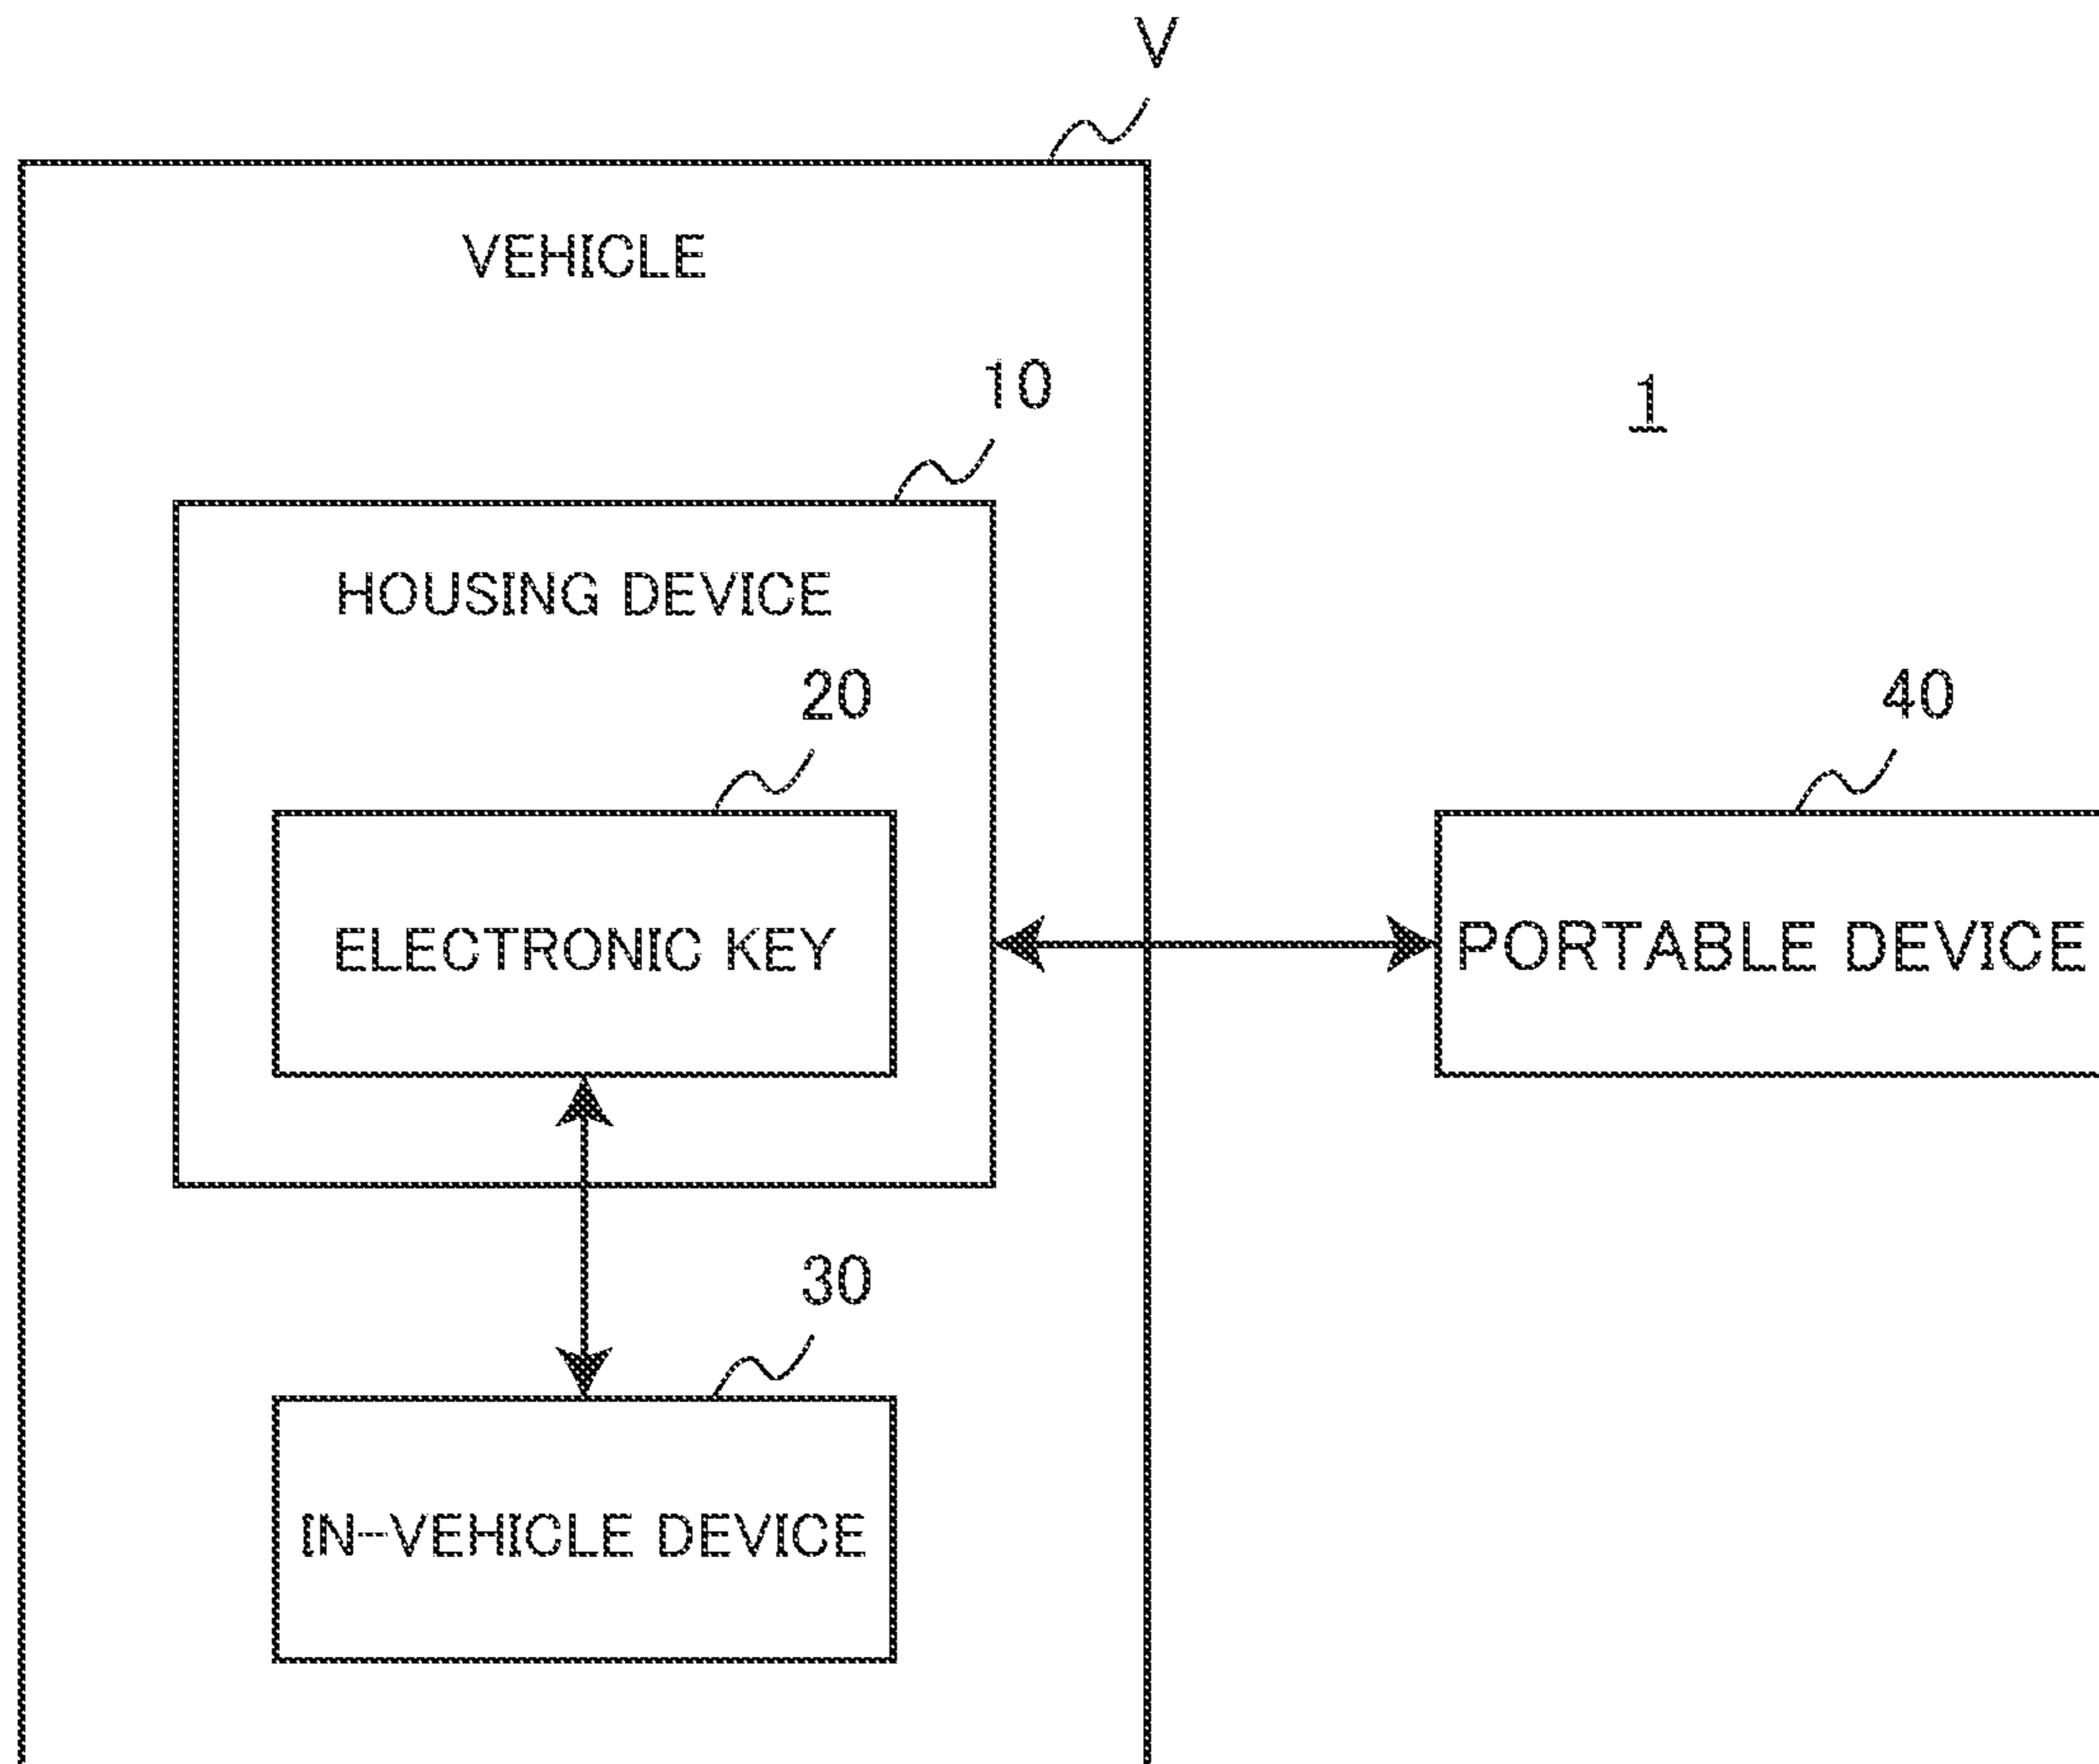 V
VEHICLE
10
1
HOUSING DEVICE
20
40
ELECTRONIC KEY
PORTABLE DEVICE
30
IN-VEHICLE DEVICE